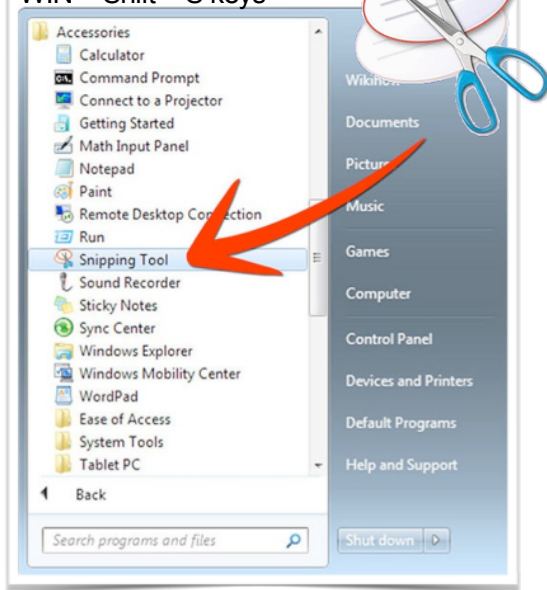 WIN + Shift + S keys
Accessories
Calculator
Command Prompt
Connect to a Projector
Getting Started
Math Input Panel
Notepad
Paint
Remote Desktop Connection
Run
Snipping Tool
Sound Recorder
Sticky Notes
Sync Center
Windows Explorer
Windows Mobility Center
WordPad
Ease of Access
System Tools
Tablet PC
Back
Search programs and files
Documents
Music
Games
Computer
Control Panel
Devices and Printers
Default Programs
Help and Support
Shut down